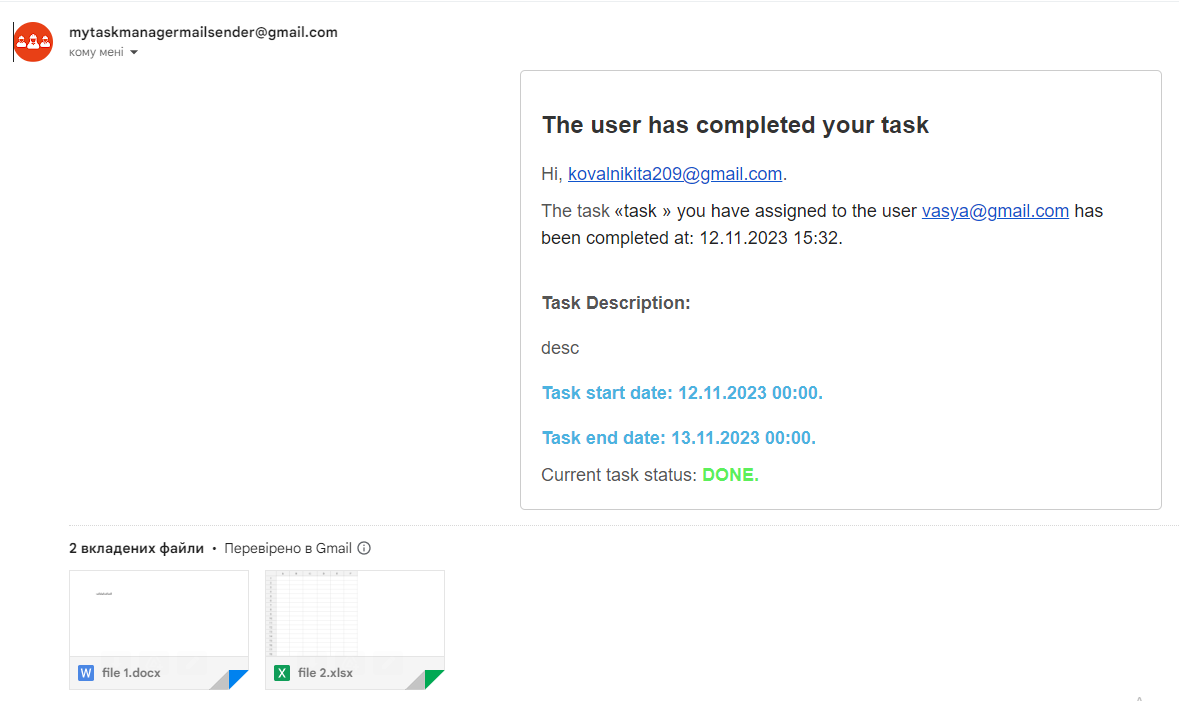 mytaskmanagermailsender@gmail.com
кому мені
The user has completed your task
Hi, kovalnikita209@gmail.com.
The task «task » you have assigned to the user vasya@gmail.com has
been completed at: 12.11.2023 15:32.
Task Description:
desc
Task start date: 12.11.2023 00:00.
Task end date: 13.11.2023 00:00.
Current task status: DONE.
2 вкладених файли • Перевірено в Gmail
W file 1.docx
X file 2.xlsx